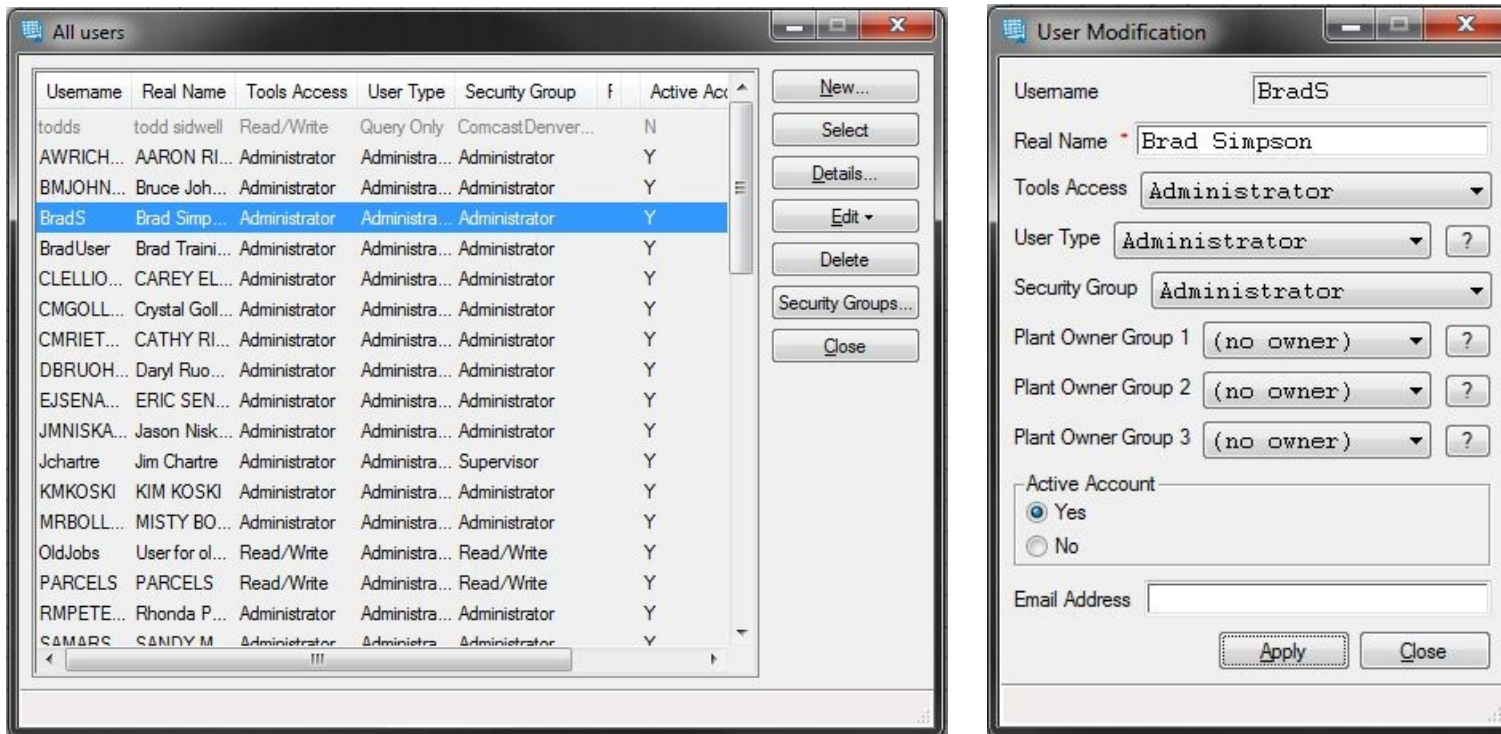 All users
Username Real Name Tools Access User Type Security Group F Active Acc
todds todd sidwell Read/Write Query Only ComcastDenver... N
AWRICH... AARON RI... Administrator Administra... Administrator Y
BMJOHN... Bruce Joh... Administrator Administra... Administrator Y
BradS Brad Simp... Administrator Administra... Administrator Y
BradUser Brad Traini... Administrator Administra... Administrator Y
CLELLIO... CAREY EL... Administrator Administra... Administrator Y
CMGOLL... Crystal Goll... Administrator Administra... Administrator Y
CMRIET... CATHY RI... Administrator Administra... Administrator Y
DBRUOH... Daryl Ruo... Administrator Administra... Administrator Y
EJSENA... ERIC SEN... Administrator Administra... Administrator Y
JMNISKA... Jason Nisk... Administrator Administra... Administrator Y
Jchartre Jim Chartre Administrator Administra... Supervisor Y
KMKOSKI KIM KOSKI Administrator Administra... Administrator Y
MRBOLL... MISTY BO... Administrator Administra... Administrator Y
OldJobs User for ol... Read/Write Administra... Read/Write Y
PARCELS PARCELS Read/Write Administra... Read/Write Y
RMPETE... Rhonda P... Administrator Administra... Administrator Y
SAMARS SANDY M Administrator Administra Administrator Y
New...
Select
Details...
Edit
Delete
Security Groups...
Close
User Modification
Username BradS
Real Name * Brad Simpson
Tools Access Administrator
User Type Administrator ?
Security Group Administrator
Plant Owner Group 1 (no owner) ?
Plant Owner Group 2 (no owner) ?
Plant Owner Group 3 (no owner) ?
Active Account
Yes
No
Email Address
Apply Close